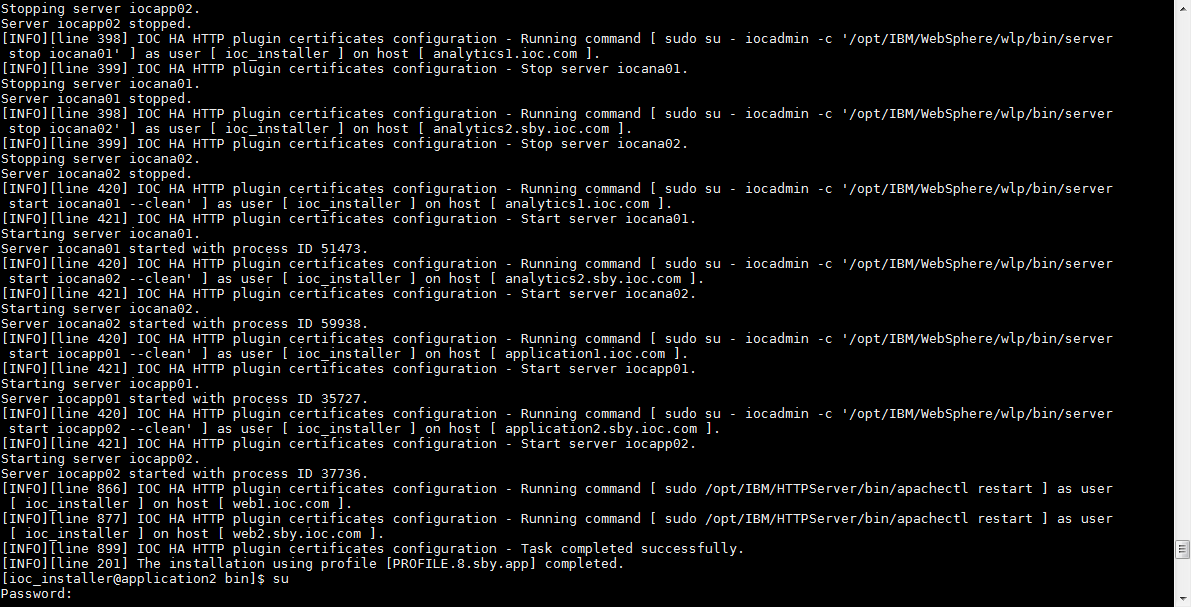 Stopping server iocapp02.
Server iocapp02 stopped.
[INFO][line 398] IOC HA HTTP plugin certificates configuration - Running command [ sudo su - iocadmin -c '/opt/IBM/WebSphere/wlp/bin/server
 stop iocana01' ] as user [ ioc_installer ] on host [ analytics1.ioc.com ].
[INFO][line 399] IOC HA HTTP plugin certificates configuration - Stop server iocana01.
Stopping server iocana01.
Server iocana01 stopped.
[INFO][line 398] IOC HA HTTP plugin certificates configuration - Running command [ sudo su - iocadmin -c '/opt/IBM/WebSphere/wlp/bin/server
 stop iocana02' ] as user [ ioc_installer ] on host [ analytics2.sby.ioc.com ].
[INFO][line 399] IOC HA HTTP plugin certificates configuration - Stop server iocana02.
Stopping server iocana02.
Server iocana02 stopped.
[INFO][line 420] IOC HA HTTP plugin certificates configuration - Running command [ sudo su - iocadmin -c '/opt/IBM/WebSphere/wlp/bin/server
 start iocana01 --clean' ] as user [ ioc_installer ] on host [ analytics1.ioc.com ].
[INFO][line 421] IOC HA HTTP plugin certificates configuration - Start server iocana01.
Starting server iocana01.
Server iocana01 started with process ID 51473.
[INFO][line 420] IOC HA HTTP plugin certificates configuration - Running command [ sudo su - iocadmin -c '/opt/IBM/WebSphere/wlp/bin/server
 start iocana02 --clean' ] as user [ ioc_installer ] on host [ analytics2.sby.ioc.com ].
[INFO][line 421] IOC HA HTTP plugin certificates configuration - Start server iocana02.
Starting server iocana02.
Server iocana02 started with process ID 59938.
[INFO][line 420] IOC HA HTTP plugin certificates configuration - Running command [ sudo su - iocadmin -c '/opt/IBM/WebSphere/wlp/bin/server
 start iocapp01 --clean' ] as user [ ioc_installer ] on host [ application1.ioc.com ].
[INFO][line 421] IOC HA HTTP plugin certificates configuration - Start server iocapp01.
Starting server iocapp01.
Server iocapp01 started with process ID 35727.
[INFO][line 420] IOC HA HTTP plugin certificates configuration - Running command [ sudo su - iocadmin -c '/opt/IBM/WebSphere/wlp/bin/server
 start iocapp02 --clean' ] as user [ ioc_installer ] on host [ application2.sby.ioc.com ].
[INFO][line 421] IOC HA HTTP plugin certificates configuration - Start server iocapp02.
Starting server iocapp02.
Server iocapp02 started with process ID 37736.
[INFO][line 866] IOC HA HTTP plugin certificates configuration - Running command [ sudo /opt/IBM/HTTPServer/bin/apachectl restart ] as user
 [ ioc_installer ] on host [ web1.ioc.com ].
[INFO][line 877] IOC HA HTTP plugin certificates configuration - Running command [ sudo /opt/IBM/HTTPServer/bin/apachectl restart ] as user
 [ ioc_installer ] on host [ web2.sby.ioc.com ].
[INFO][line 899] IOC HA HTTP plugin certificates configuration - Task completed successfully.
[INFO][line 201] The installation using profile [PROFILE.8.sby.app] completed.
[ioc_installer@application2 bin]$ su
Password: